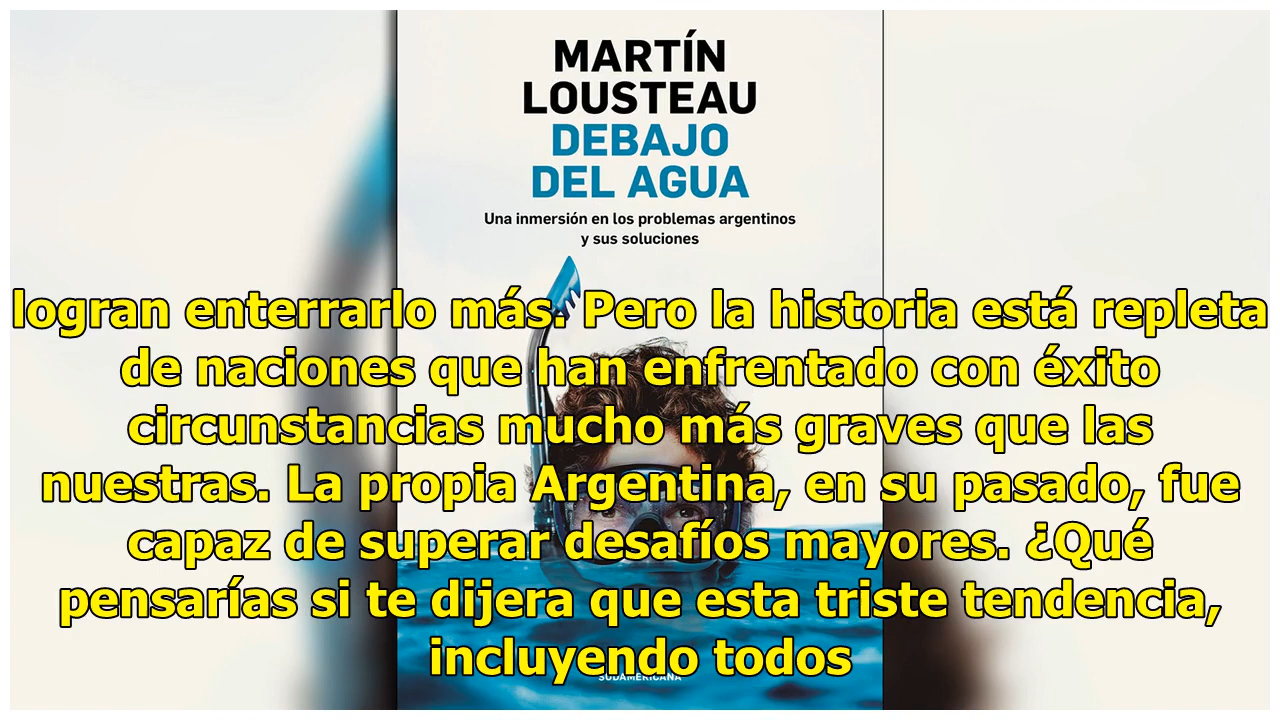 MARTÍN
LOUSTEAU
DEBAJO
DEL AGUA
Una inmersión en los problemas argentinos
y sus soluciones
logran enterrarlo más. Pero la historia está repleta
de naciones que han enfrentado con éxito
circunstancias mucho más graves que las
nuestras. La propia Argentina, en su pasado, fue
capaz de superar desafíos mayores. ¿Qué
pensarías si te dijera que esta triste tendencia,
incluyendo todos
SUDAMERICANA